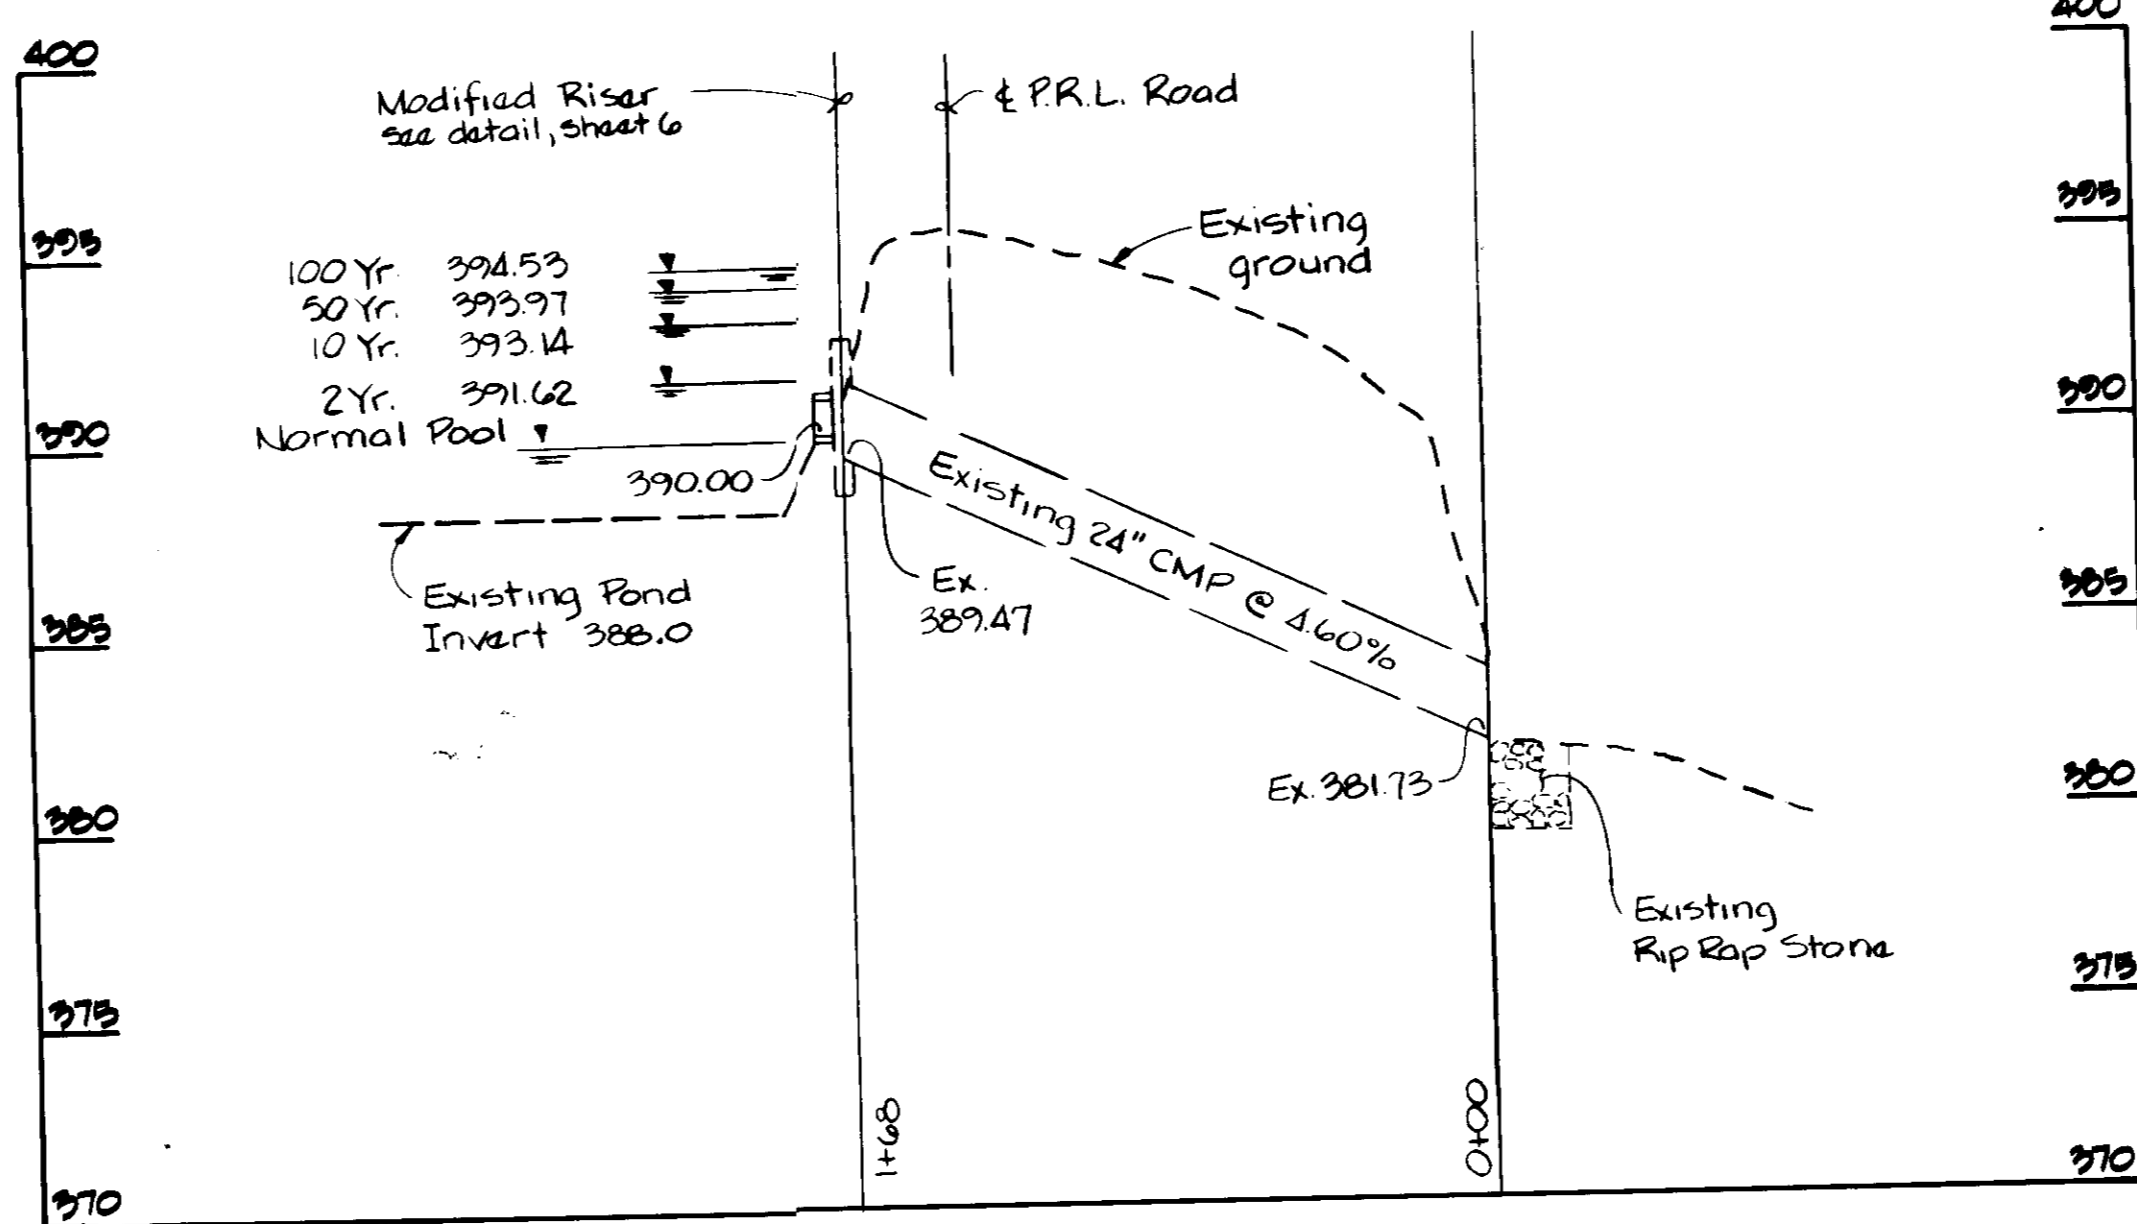 400
400
Modified Riser
see detail, sheet 6
℄ P.R.L. Road
395
395
Existing
ground
100 Yr. 394.53
50 Yr. 393.97
10 Yr. 393.14
2 Yr. 391.62
Normal Pool
390
390
390.00
Existing 24" CMP @ 4.60%
Existing Pond
Invert 388.0
Ex.
389.47
385
385
Ex. 381.73
380
380
Existing
Rip Rap Stone
375
375
1+68
0+00
370
370